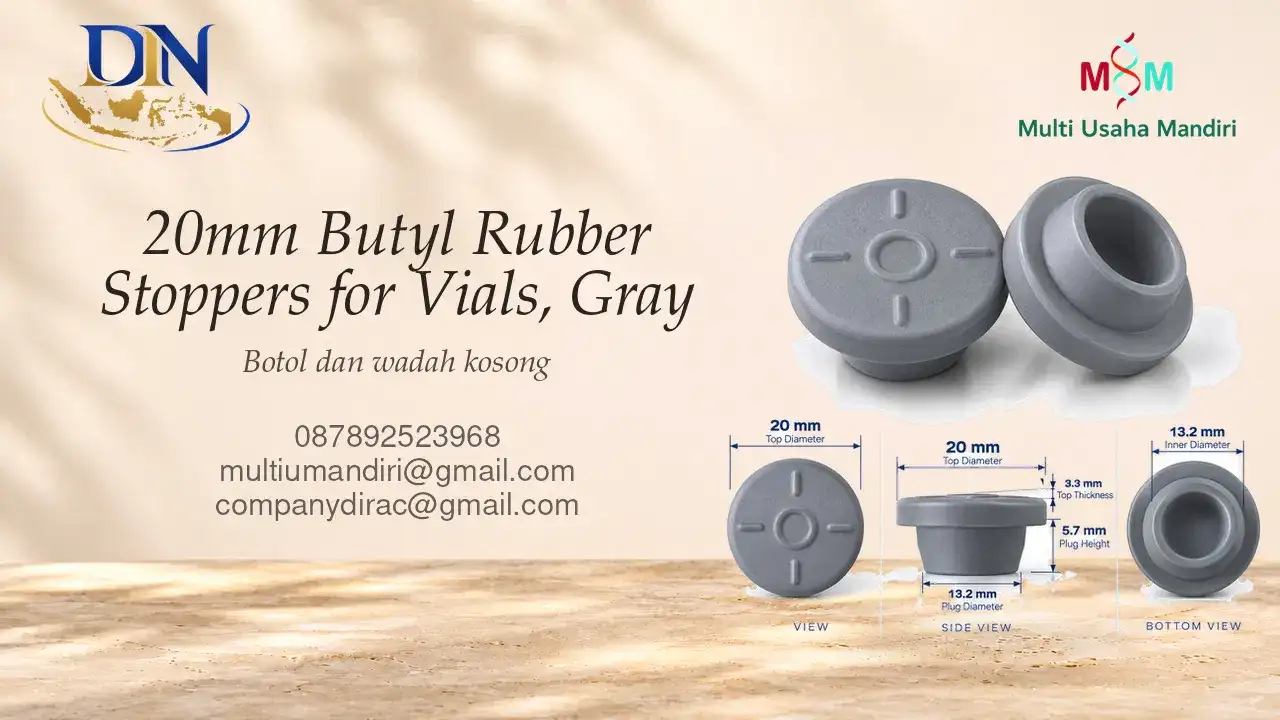 DIN
M M
Multi Usaha Mandiri
20mm Butyl Rubber
Stoppers for Vials, Gray
Botol dan wadah kosong
087892523968
multiumandiri@gmail.com
companydirac@gmail.com
20 mm
Top Diameter
20 mm
Top Diameter
3.3 mm
Top Thickness
5.7 mm
Plug Height
13.2 mm
Plug Diameter
13.2 mm
Inner Diameter
VIEW
SIDE VIEW
BOTTOM VIEW